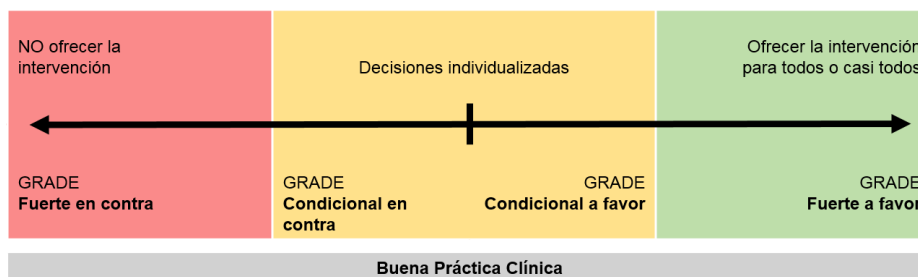 NO ofrecer la
intervención
Decisiones individualizadas
Ofrecer la intervención
para todos o casi todos
GRADE
Fuerte en contra
GRADE
Condicional en
contra
GRADE
Condicional a favor
GRADE
Fuerte a favor
Buena Práctica Clínica